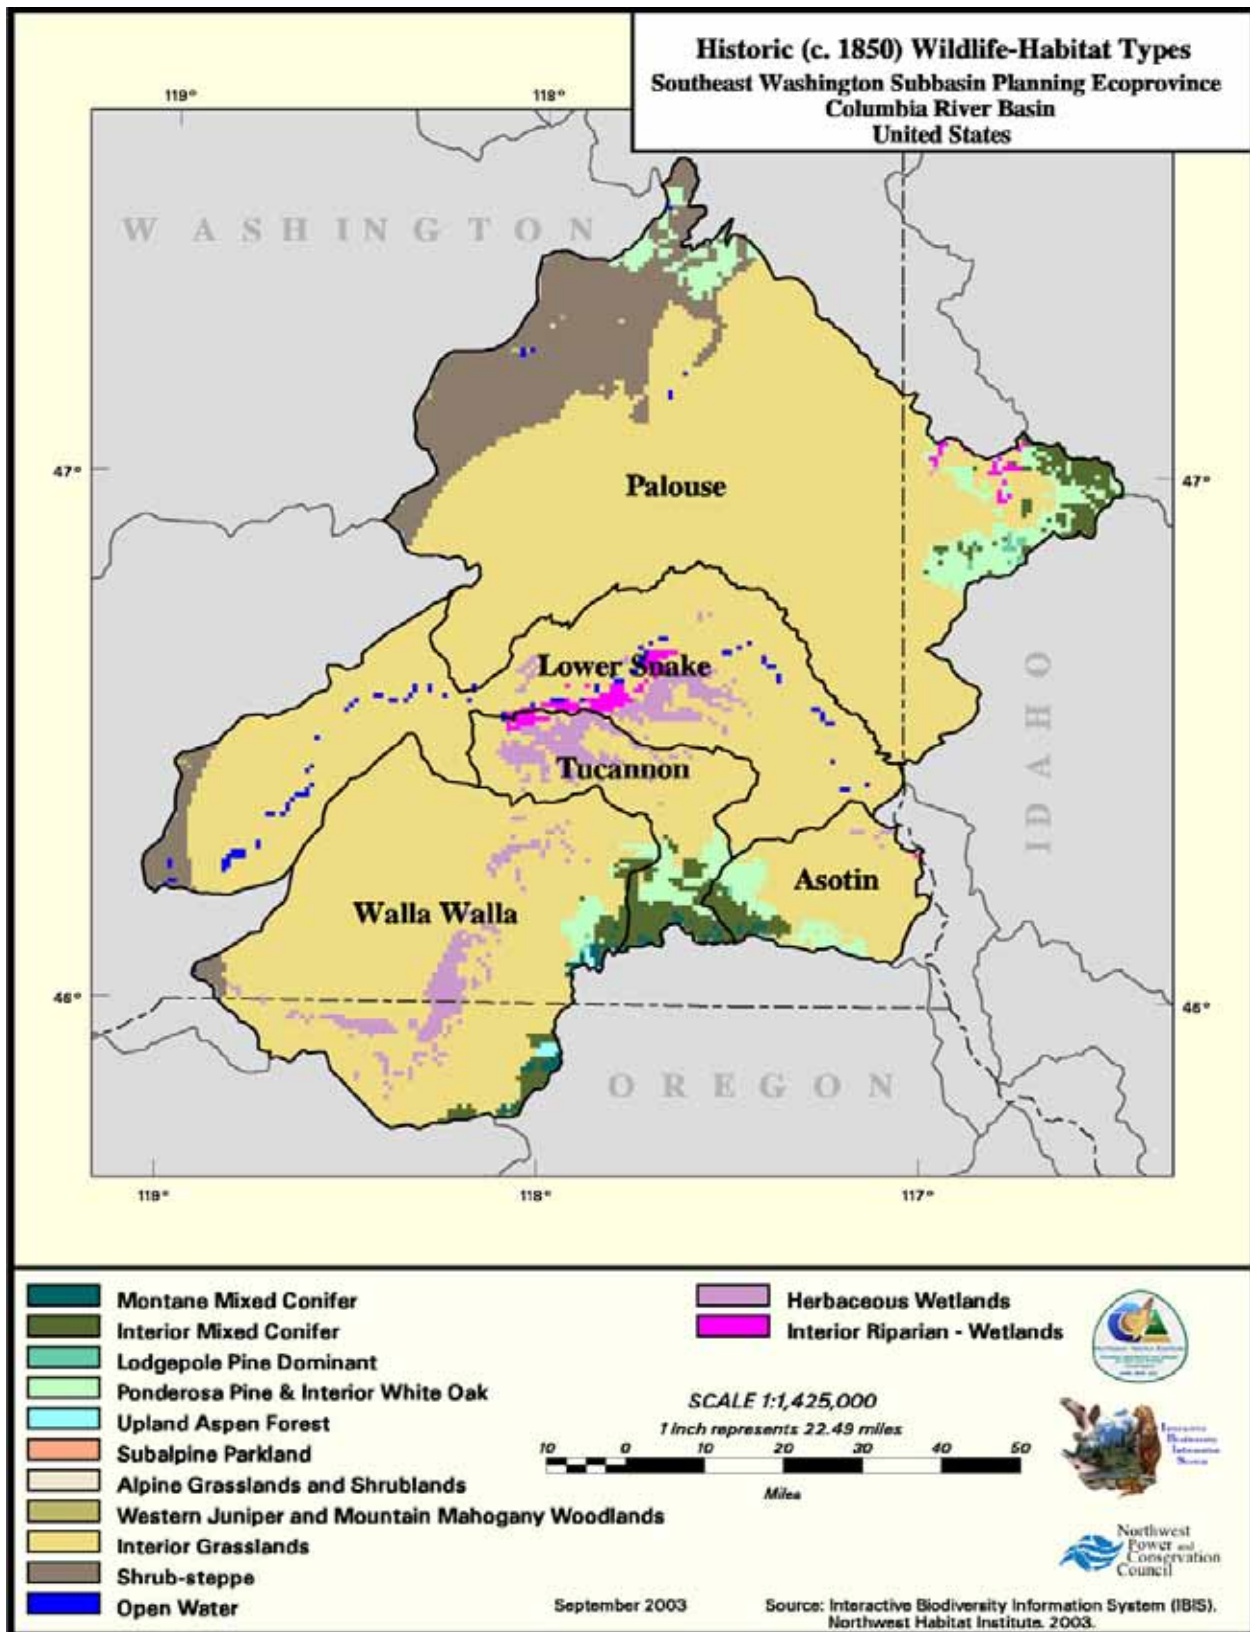 Historic (c. 1850) Wildlife-Habitat Types
Southeast Washington Subbasin Planning Ecoprovince
Columbia River Basin
United States
119°
118°
WASHINGTON
47°
47°
Palouse
Lower Snake
IDAHO
Tucannon
Asotin
Walla Walla
46°
46°
OREGON
119°
118°
117°
Montane Mixed Conifer
Interior Mixed Conifer
Lodgepole Pine Dominant
Ponderosa Pine & Interior White Oak
Upland Aspen Forest
Subalpine Parkland
Alpine Grasslands and Shrublands
Western Juniper and Mountain Mahogany Woodlands
Interior Grasslands
Shrub-steppe
Open Water
Herbaceous Wetlands
Interior Riparian - Wetlands
SCALE 1:1,425,000
1 inch represents 22.49 miles
10 0 10 20 30 40 50
Miles
Interactive
Biodiversity
Information
System
Northwest
Power and
Conservation
Council
September 2003
Source: Interactive Biodiversity Information System (IBIS).
Northwest Habitat Institute. 2003.